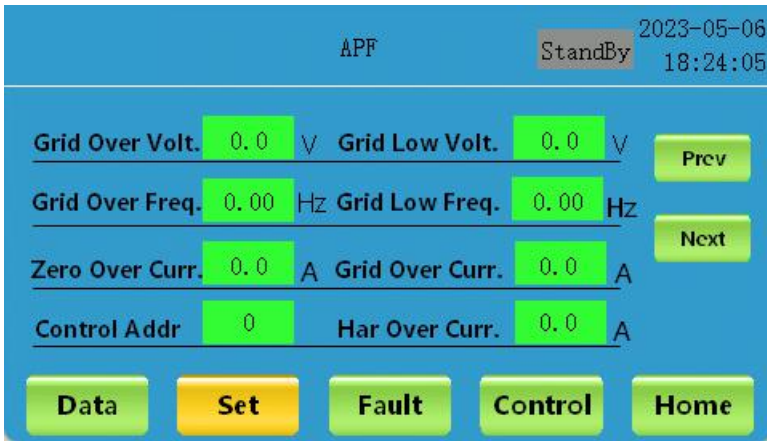 APF StandBy 2023-05-06
18:24:05
Grid Over Volt. 0.0 V Grid Low Volt. 0.0 V
Prev
Grid Over Freq. 0.00 Hz Grid Low Freq. 0.00 Hz
Next
Zero Over Curr. 0.0 A Grid Over Curr. 0.0 A
Control Addr 0 Har Over Curr. 0.0 A
Data Set Fault Control Home